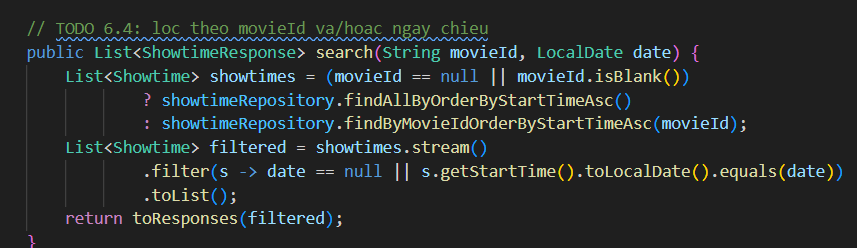 // TODO 6.4: loc theo movieId va/hoac ngay chieu
public List<ShowtimeResponse> search(String movieId, LocalDate date) {
    List<Showtime> showtimes = (movieId == null || movieId.isBlank())
            ? showtimeRepository.findAllByOrderByStartTimeAsc()
            : showtimeRepository.findByMovieIdOrderByStartTimeAsc(movieId);
    List<Showtime> filtered = showtimes.stream()
            .filter(s -> date == null || s.getStartTime().toLocalDate().equals(date))
            .toList();
    return toResponses(filtered);
}